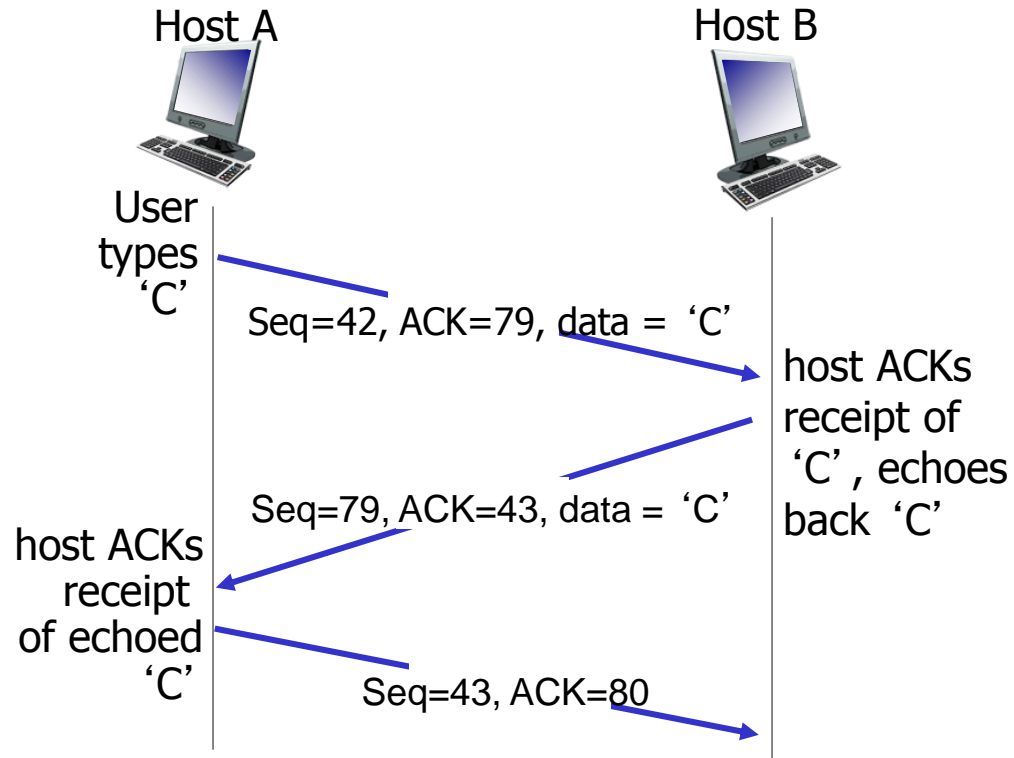 Host A
Host B
User
types
‘C’
Seq=42, ACK=79, data = ‘C’
host ACKs
receipt of
‘C’, echoes
back ‘C’
Seq=79, ACK=43, data = ‘C’
host ACKs
receipt
of echoed
‘C’
Seq=43, ACK=80